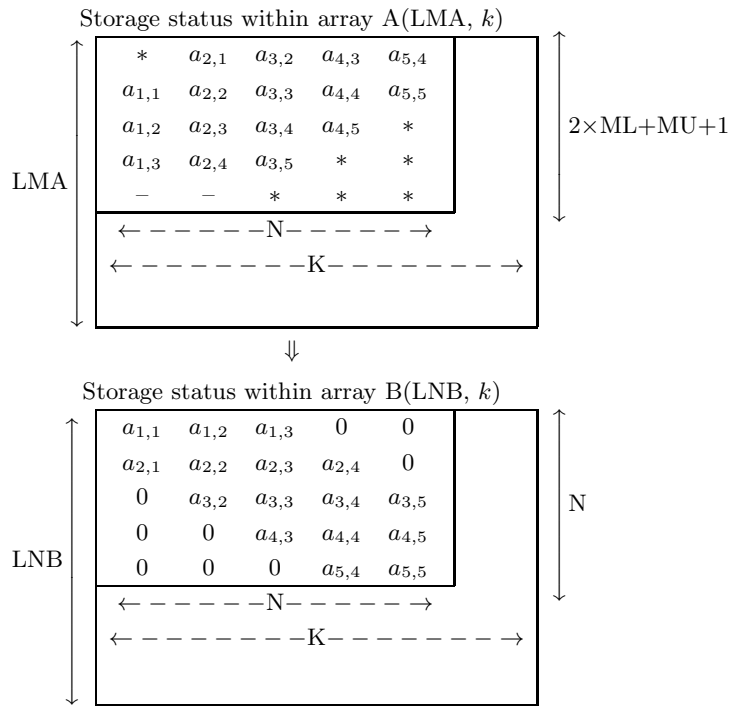 Storage status within array A(LMA, k)
* a2,1 a3,2 a4,3 a5,4
a1,1 a2,2 a3,3 a4,4 a5,5
a1,2 a2,3 a3,4 a4,5 *
2×ML+MU+1
a1,3 a2,4 a3,5 * *
LMA
– – * * *
N
K
⇓
Storage status within array B(LNB, k)
a1,1 a1,2 a1,3 0 0
a2,1 a2,2 a2,3 a2,4 0
0 a3,2 a3,3 a3,4 a3,5
N
0 0 a4,3 a4,4 a4,5
LNB
0 0 0 a5,4 a5,5
N
K